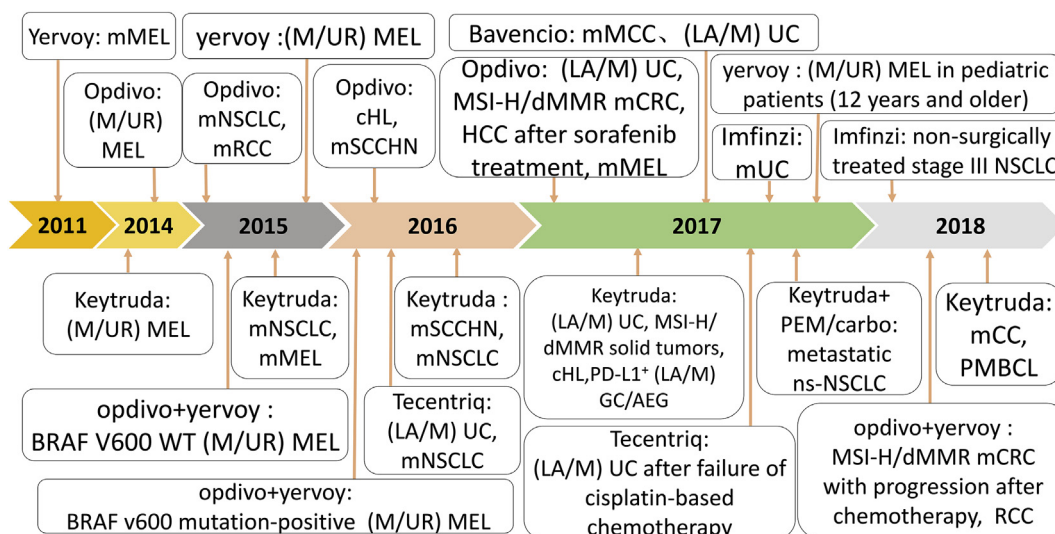 Yervoy: mMEL
yervoy :(M/UR) MEL
Bavencio: mMCC、(LA/M) UC
Opdivo:
(M/UR)
MEL
Opdivo:
mNSCLC,
mRCC
Opdivo:
cHL,
mSCCHN
Opdivo: (LA/M) UC,
MSI-H/dMMR mCRC,
HCC after sorafenib
treatment, mMEL
yervoy : (M/UR) MEL in pediatric
patients (12 years and older)
Imfinzi:
mUC
Imfinzi: non-surgically
treated stage III NSCLC
2011
2014
2015
2016
2017
2018
Keytruda:
(M/UR) MEL
Keytruda:
mNSCLC,
mMEL
Keytruda :
mSCCHN,
mNSCLC
Keytruda:
(LA/M) UC, MSI-H/
dMMR solid tumors,
cHL,PD-L1⁺ (LA/M)
GC/AEG
Keytruda+
PEM/carbo:
metastatic
ns-NSCLC
Keytruda:
mCC,
PMBCL
opdivo+yervoy :
BRAF V600 WT (M/UR) MEL
Tecentriq:
(LA/M) UC,
mNSCLC
opdivo+yervoy:
BRAF v600 mutation-positive (M/UR) MEL
Tecentriq:
(LA/M) UC after failure of
cisplatin-based
chemotherapy
opdivo+yervoy :
MSI-H/dMMR mCRC
with progression after
chemotherapy, RCC